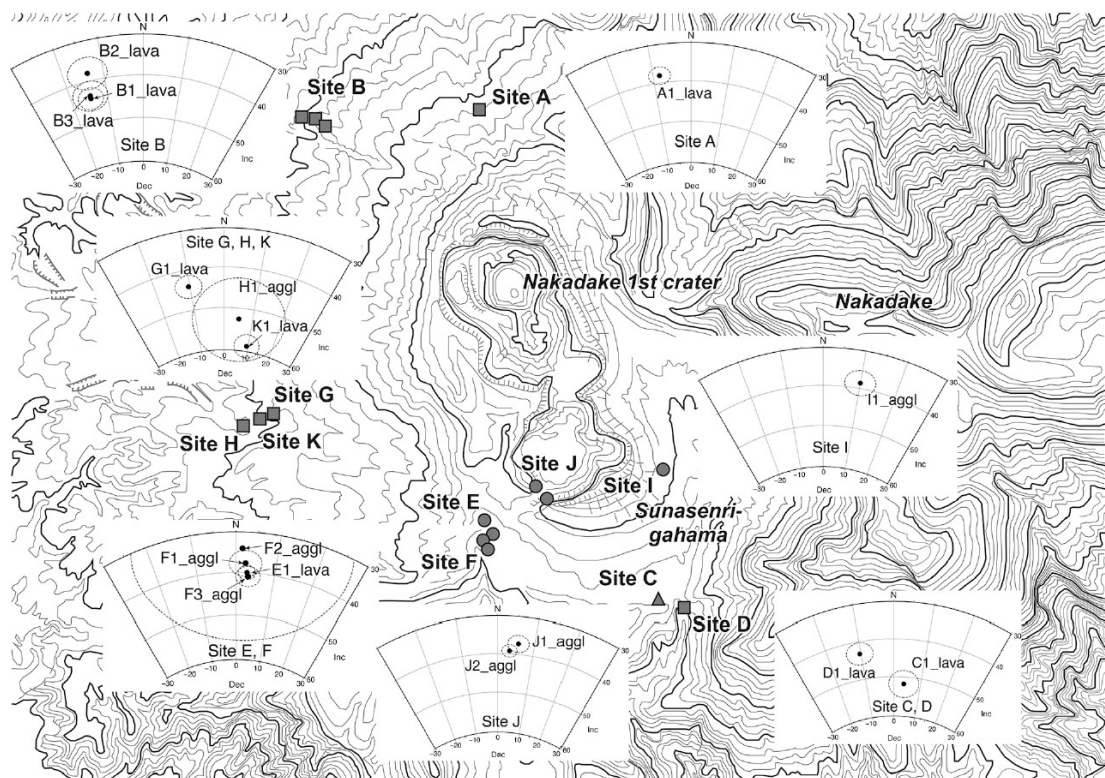 N
B2_lava
B1_lava
B3_lava
Site B
30
40
50
Inc
60
-30
-20
-10
0
10
20
30
Dec
Site B
Site A
N
A1_lava
Site A
30
40
50
Inc
60
-30
-20
-10
0
10
20
30
Dec
N
Site G, H, K
G1_lava
H1_aggl
K1_lava
30
40
50
Inc
60
-30
-20
-10
0
10
20
30
Dec
Nakadake 1st crater
Nakadake
Site G
Site H
Site K
N
I1_aggl
Site I
30
40
50
Inc
60
-30
-20
-10
0
10
20
30
Dec
Site J
Site I
Sunasenri-
gahama
Site E
Site F
N
F2_aggl
F1_aggl
E1_lava
F3_aggl
Site E, F
30
40
50
Inc
60
-30
-20
-10
0
10
20
30
Dec
Site C
Site D
N
J1_aggl
J2_aggl
Site J
30
40
50
Inc
60
-30
-20
-10
0
10
20
30
Dec
N
D1_lava
C1_lava
Site C, D
30
40
50
Inc
60
-30
-20
-10
0
10
20
30
Dec